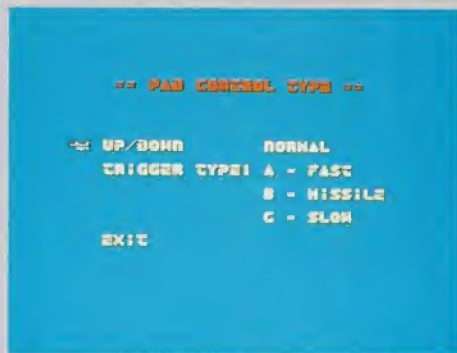 == PAD CONTROL TYPE ==
UP/DOWN NORMAL
TRIGGER TYPE: A - FAST
B - MISSILE
C - SLOW
EXIT